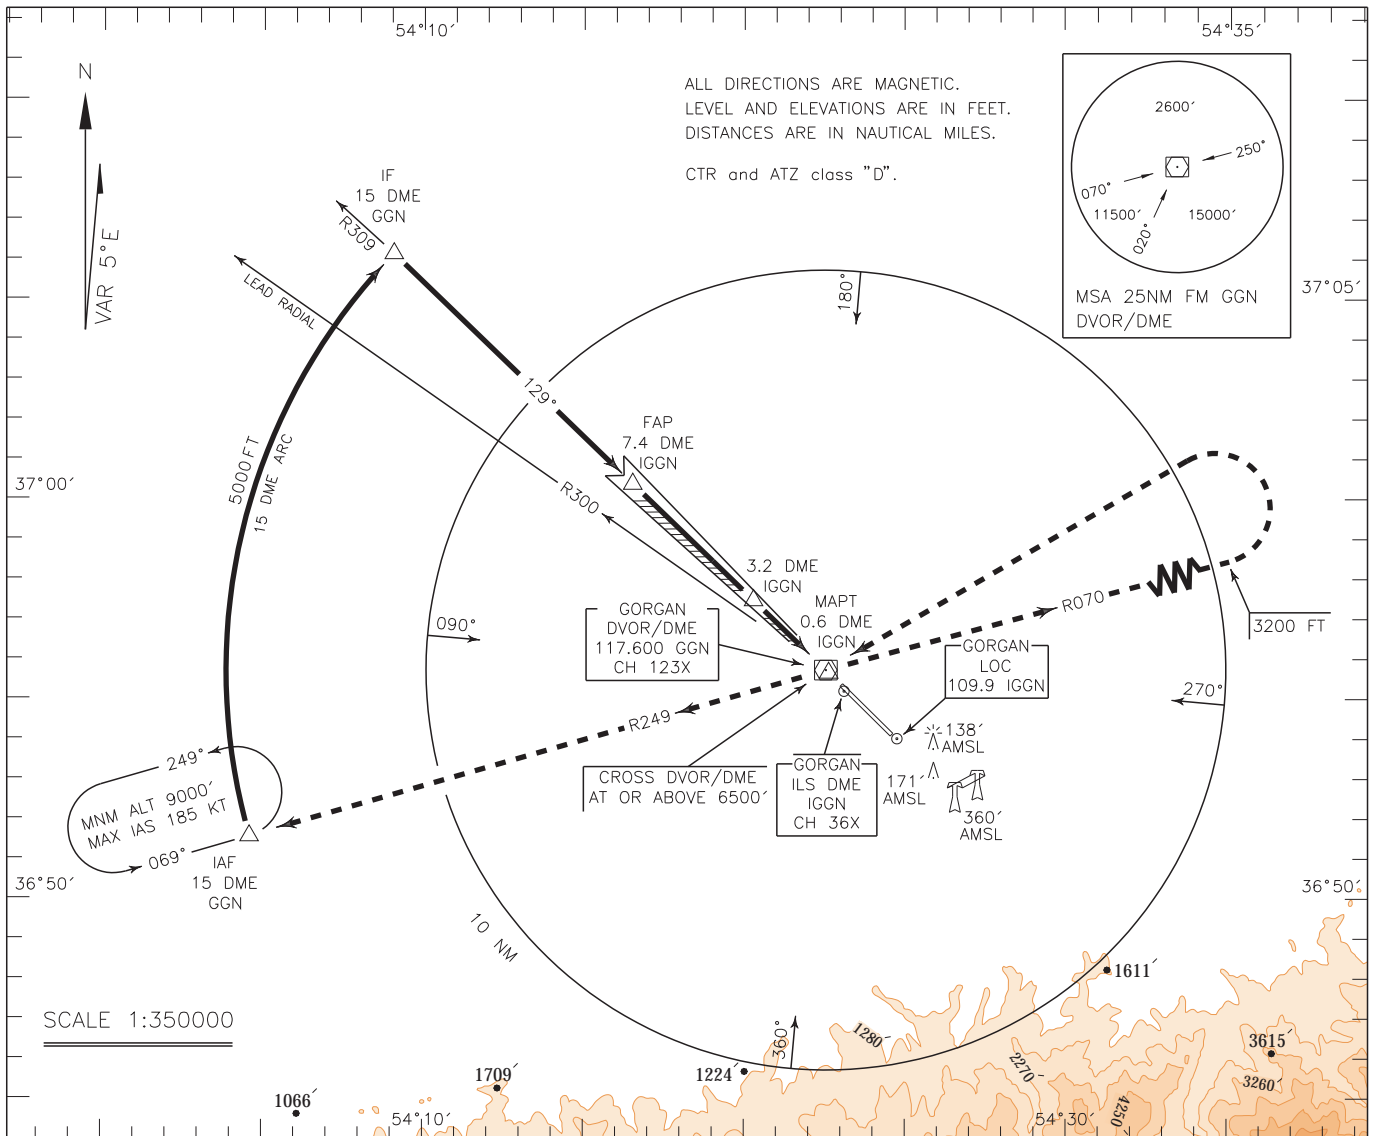 54°10′
54°35′
N
VAR 5°E
ALL DIRECTIONS ARE MAGNETIC.
LEVEL AND ELEVATIONS ARE IN FEET.
DISTANCES ARE IN NAUTICAL MILES.
CTR and ATZ class "D".
2600′
250°
070°
11500′
15000′
020°
MSA 25NM FM GGN
DVOR/DME
IF
15 DME
GGN
R309
LEAD RADIAL
180°
37°05′
129°
FAP
7.4 DME
IGGN
5000 FT
15 DME ARC
37°00′
R300
3.2 DME
IGGN
MAPT
0.6 DME
IGGN
R070
3200 FT
090°
GORGAN
DVOR/DME
117.600 GGN
CH 123X
GORGAN
LOC
109.9 IGGN
270°
R249
138′
AMSL
171′
AMSL
360′
AMSL
CROSS DVOR/DME
AT OR ABOVE 6500′
GORGAN
ILS DME
IGGN
CH 36X
249°
MNM ALT 9000′
MAX IAS 185 KT
069°
IAF
15 DME
GGN
36°50′
36°50′
10 NM
1611′
SCALE 1:350000
360°
1280′
2270
3615′
3260′
4250
1224′
1709′
1066′
54°10′
54°30′